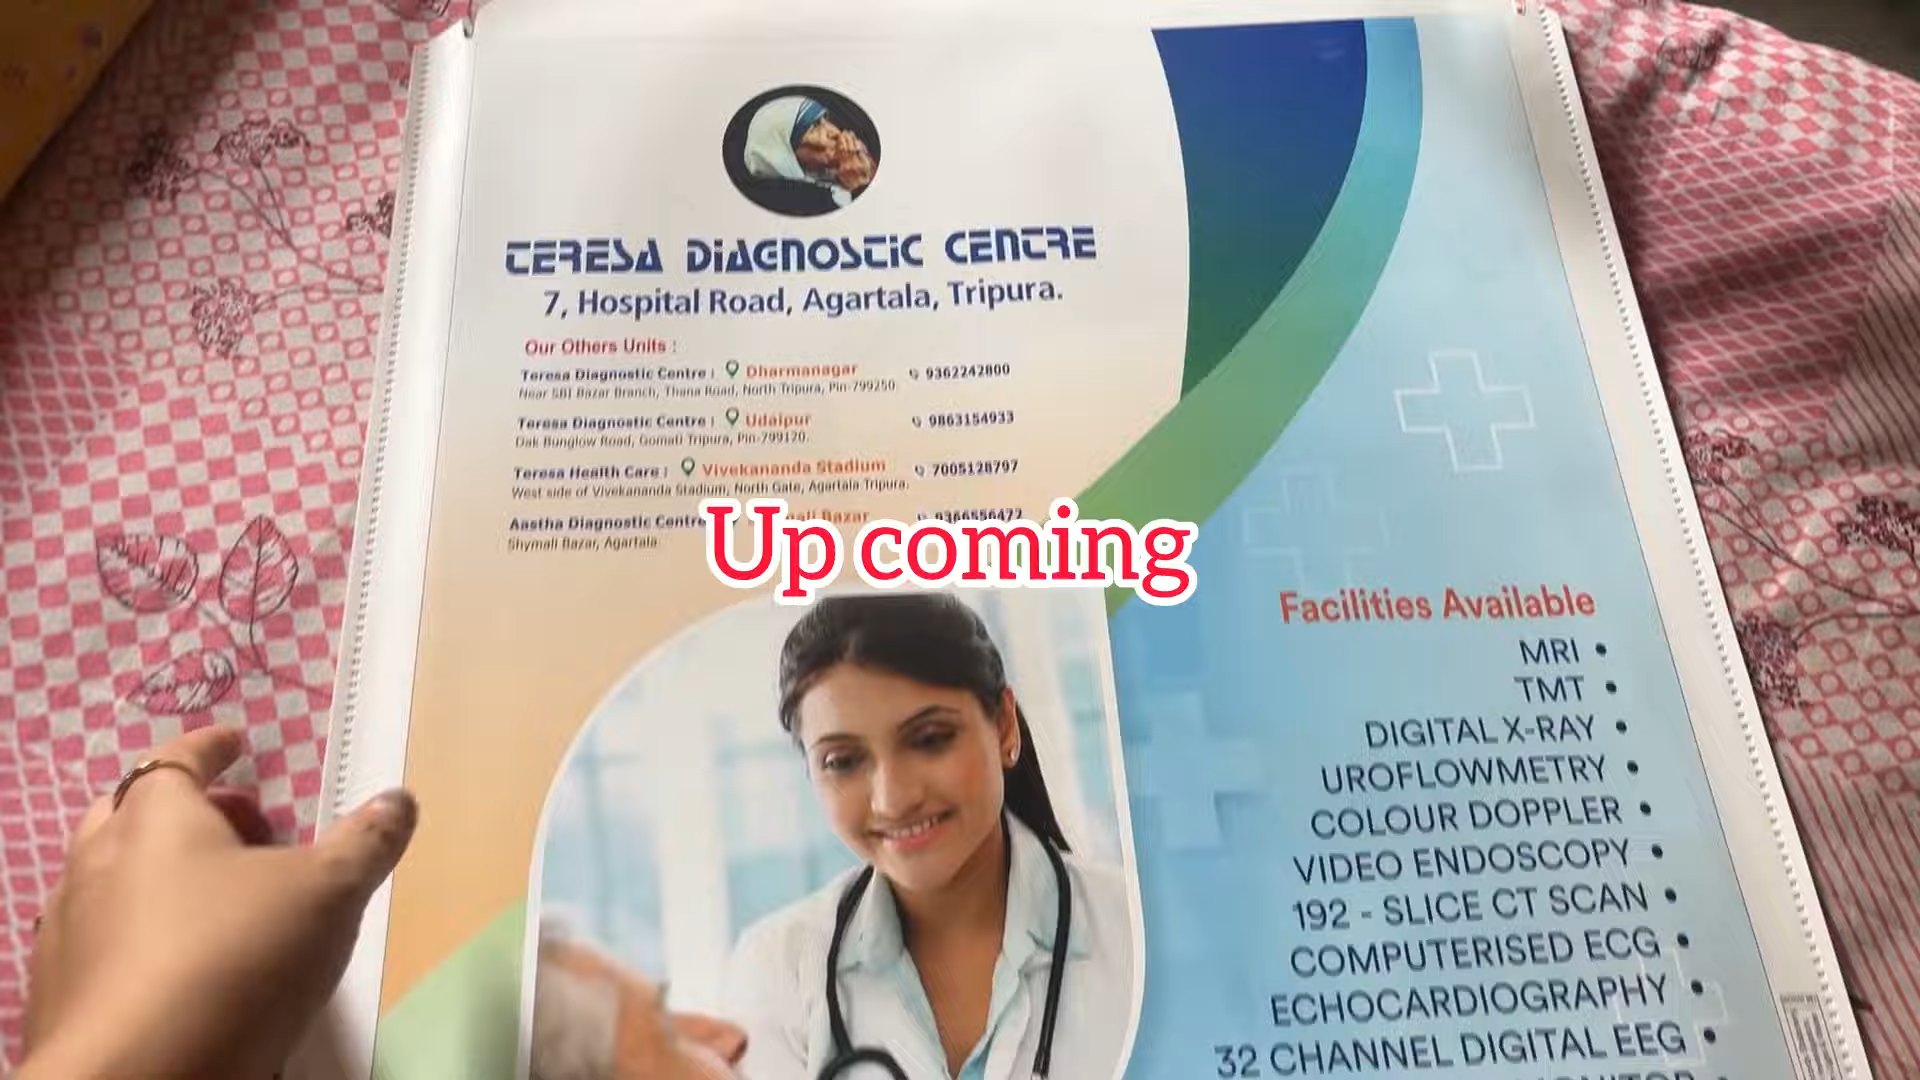 TERESA DIAGNOSTIC CENTRE
7, Hospital Road, Agartala, Tripura.
Our Others Units :
Teresa Diagnostic Centre : Dharmanagar 9362242800
Near SBI Bazar Branch, Thana Road, North Tripura, Pin-799250.
Teresa Diagnostic Centre : Udaipur 9863154933
Dak Bunglow Road, Gomati Tripura, Pin-799120.
Teresa Health Care : Vivekananda Stadium 7005128797
West side of Vivekananda Stadium, North Gate, Agartala Tripura.
Aastha Diagnostic Centre Bazar 9366556472
Shymali Bazar, Agartala
Up coming
Facilities Available
MRI •
TMT •
DIGITAL X-RAY •
UROFLOWMETRY •
COLOUR DOPPLER •
VIDEO ENDOSCOPY •
192 - SLICE CT SCAN •
COMPUTERISED ECG •
ECHOCARDIOGRAPHY •
32 CHANNEL DIGITAL EEG •